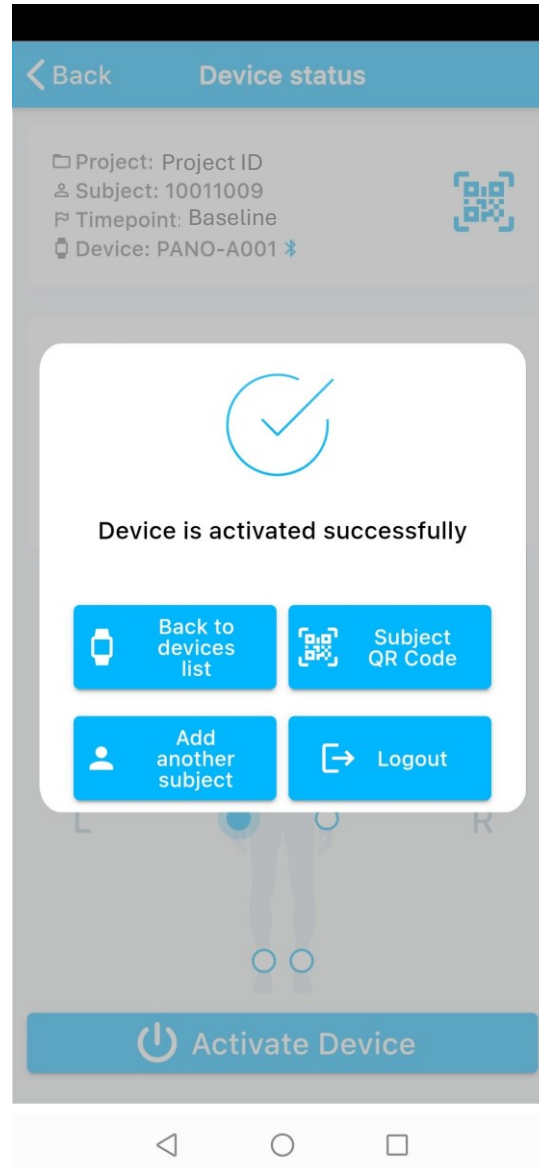 Back
Device status
Project: Project ID
Subject: 10011009
Timepoint: Baseline
Device: PANO-A001
Device is activated successfully
Back to
devices
list
Subject
QR Code
Add
another
subject
Logout
L
R
Activate Device